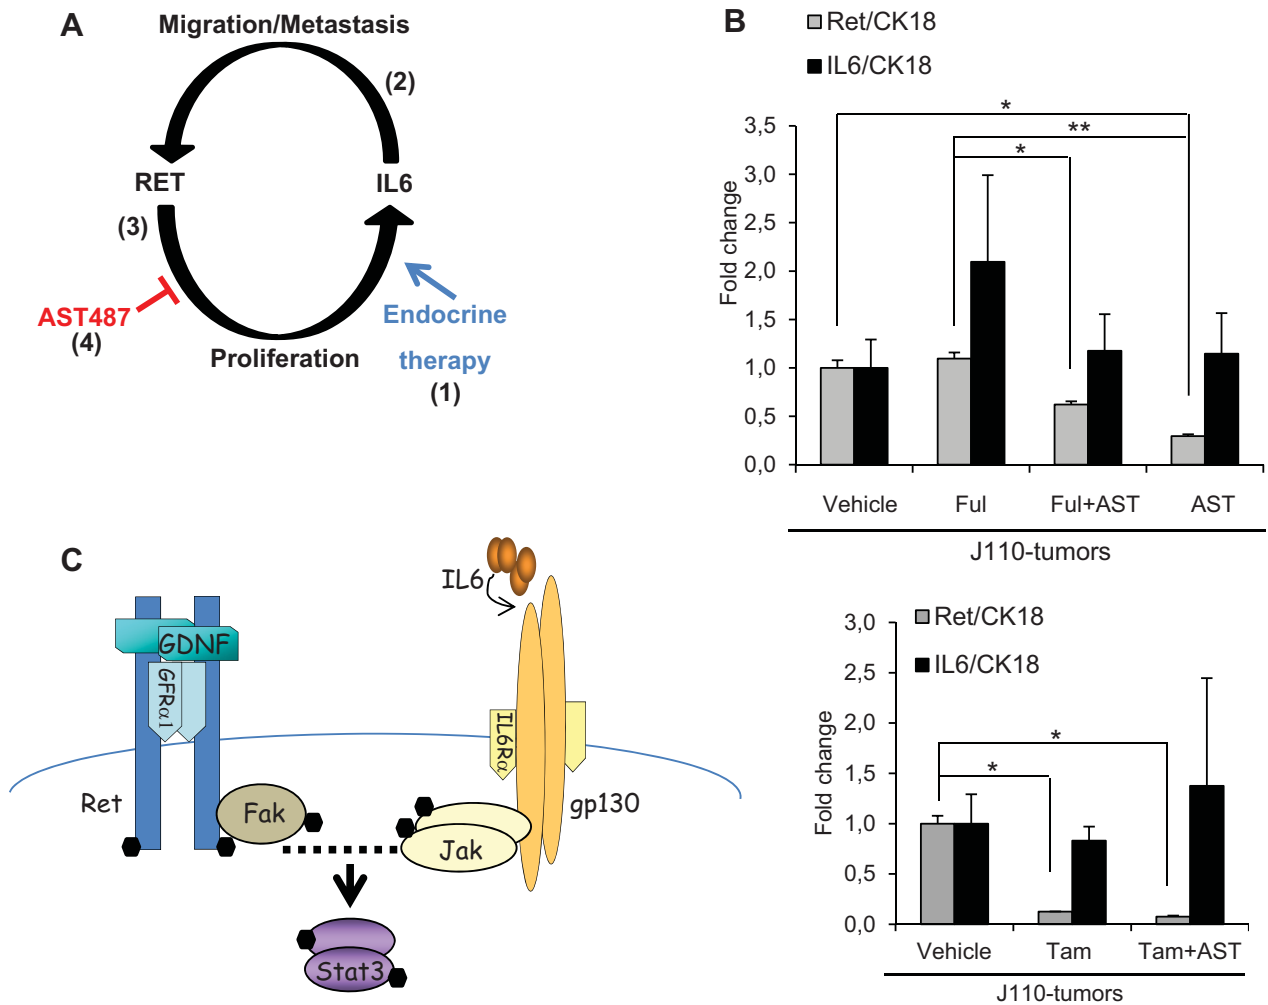 A
Migration/Metastasis
(2)
RET
IL6
(3)
AST487
(4)
Endocrine
therapy
(1)
Proliferation
B
Ret/CK18
IL6/CK18
*
**
*
3,5
3,0
2,5
2,0
1,5
1,0
0,5
0,0
Fold change
Vehicle
Ful
Ful+AST
AST
J110-tumors
C
IL6
GDNF
GFRα1
IL6Rα
Ret
Fak
Jak
gp130
Stat3
Ret/CK18
IL6/CK18
3,0
2,5
2,0
1,5
1,0
0,5
0,0
Fold change
*
*
Vehicle
Tam
Tam+AST
J110-tumors